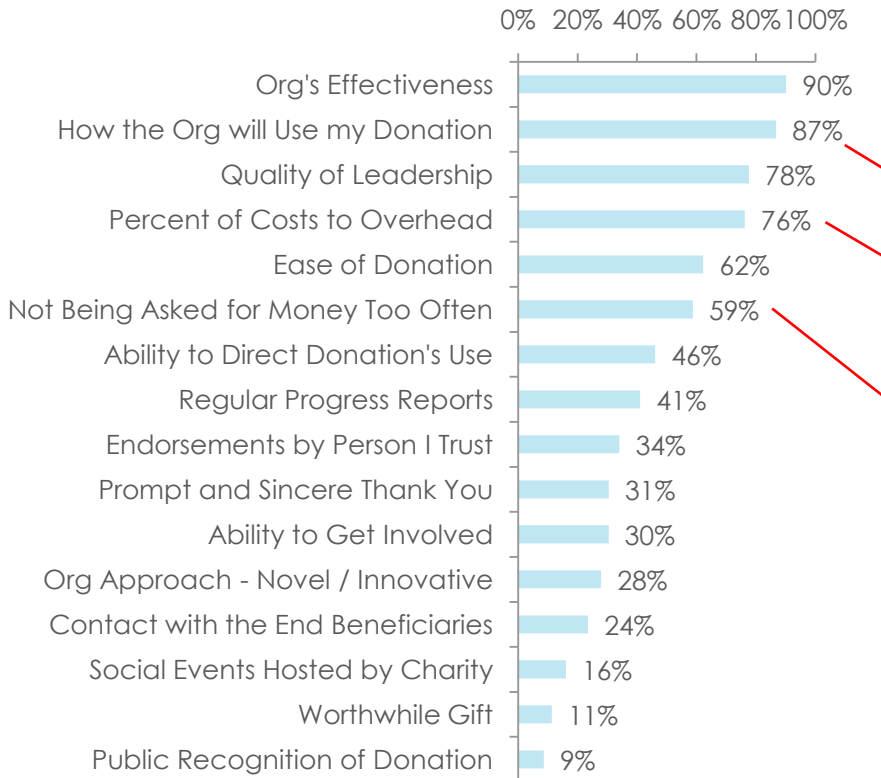 0% 20% 40% 60% 80% 100%
Org's Effectiveness 90%
How the Org will Use my Donation 87%
Quality of Leadership 78%
Percent of Costs to Overhead 76%
Ease of Donation 62%
Not Being Asked for Money Too Often 59%
Ability to Direct Donation's Use 46%
Regular Progress Reports 41%
Endorsements by Person I Trust 34%
Prompt and Sincere Thank You 31%
Ability to Get Involved 30%
Org Approach - Novel / Innovative 28%
Contact with the End Beneficiaries 24%
Social Events Hosted by Charity 16%
Worthwhile Gift 11%
Public Recognition of Donation 9%